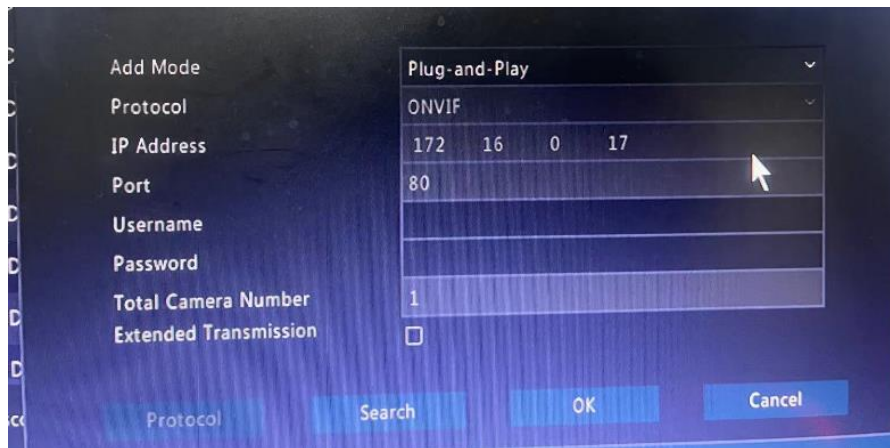 Add Mode Plug-and-Play
Protocol ONVIF
IP Address 172 16 0 17
Port 80
Username
Password
Total Camera Number 1
Extended Transmission
Protocol Search OK Cancel